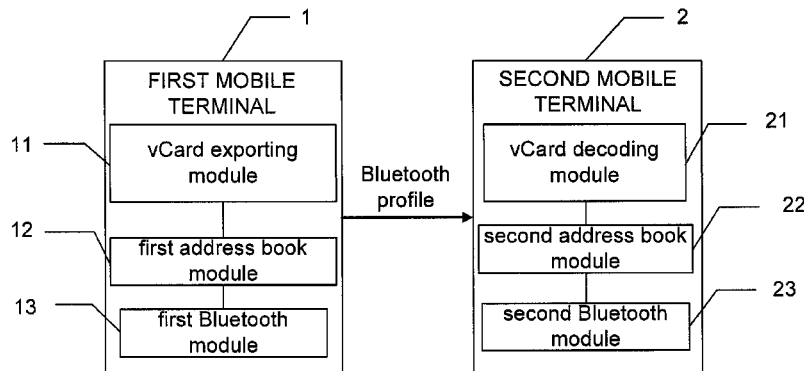 1
FIRST MOBILE
TERMINAL
11
vCard exporting
module
12
first address book
module
13
first Bluetooth
module
Bluetooth
profile
2
SECOND MOBILE
TERMINAL
21
vCard decoding
module
22
second address book
module
23
second Bluetooth
module